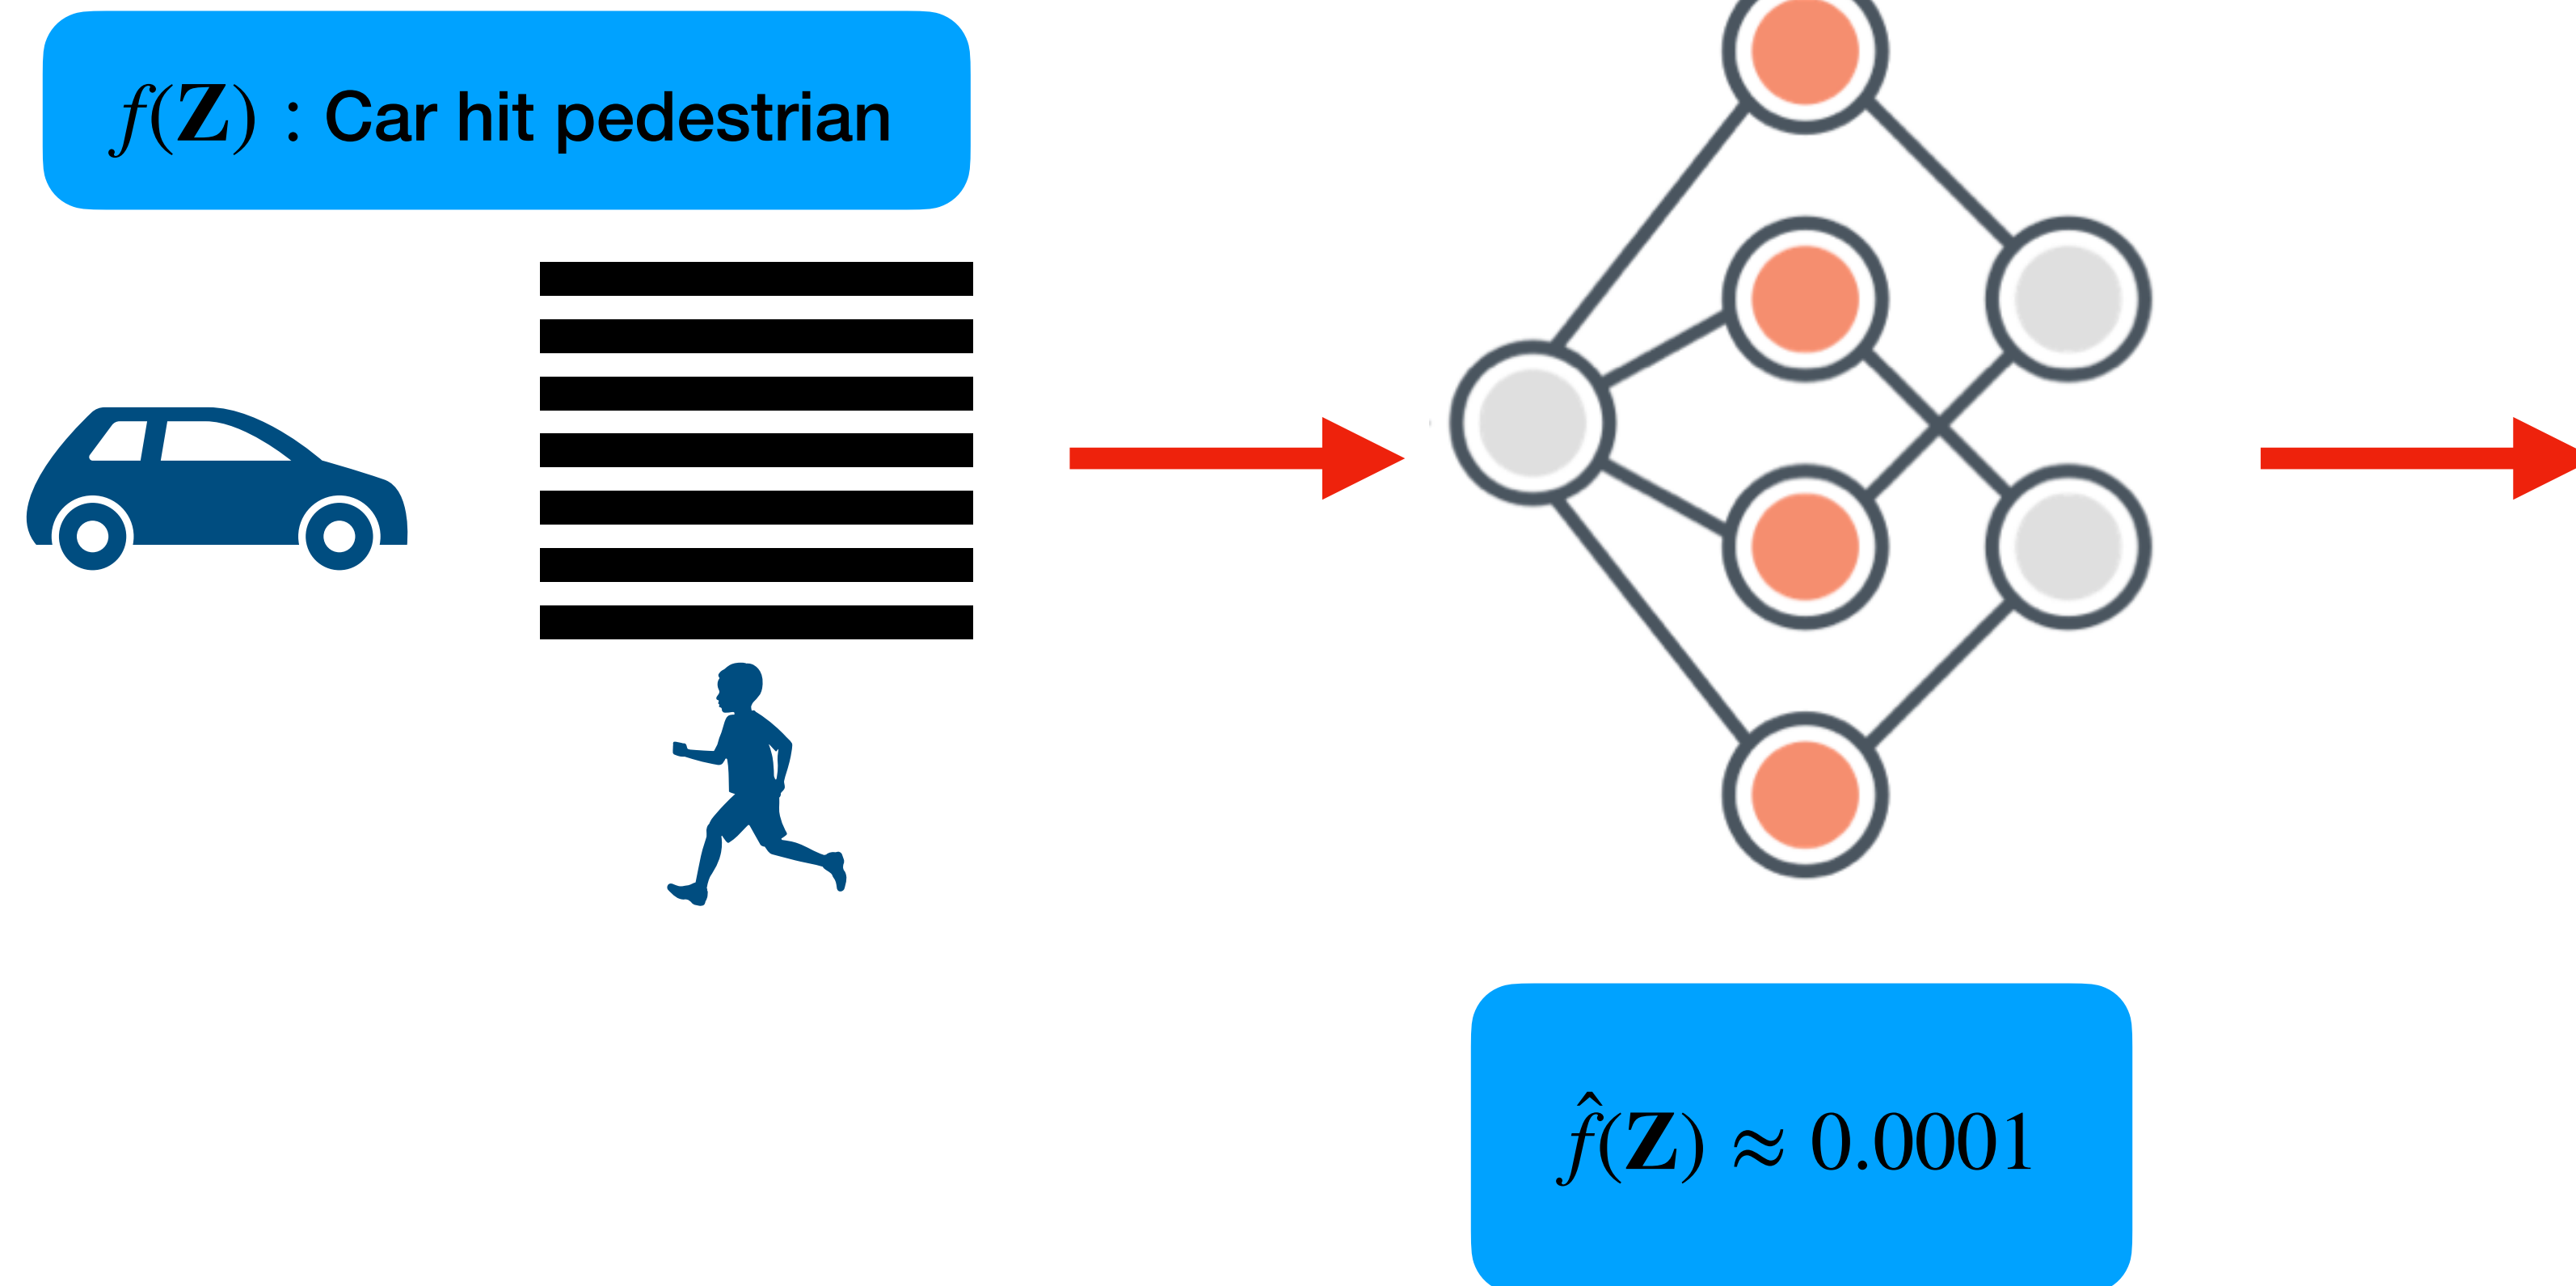 f(Z) : Car hit pedestrian
f̂(Z) ≈ 0.0001